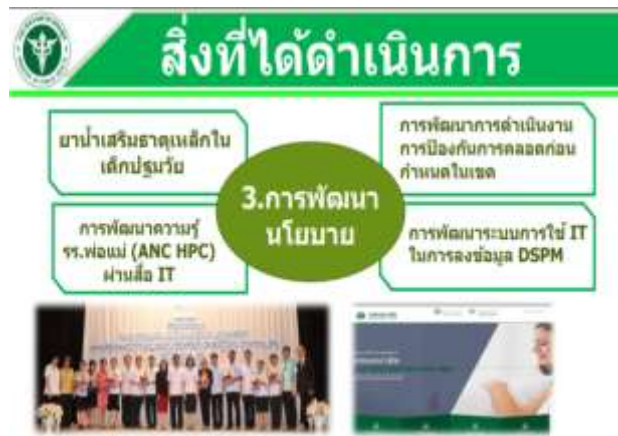 สิ่งที่ได้ดำเนินการ
ยาน้ำเสริมธาตุเหล็กใน
เด็กปฐมวัย
การพัฒนาการดำเนินงาน
การป้องกันการคลอดก่อน
กำหนดในเขต
3.การพัฒนา
นโยบาย
การพัฒนาความรู้
รร.พ่อแม่ (ANC HPC)
ผ่านสื่อ IT
การพัฒนาระบบการใช้ IT
ในการลงข้อมูล DSPM